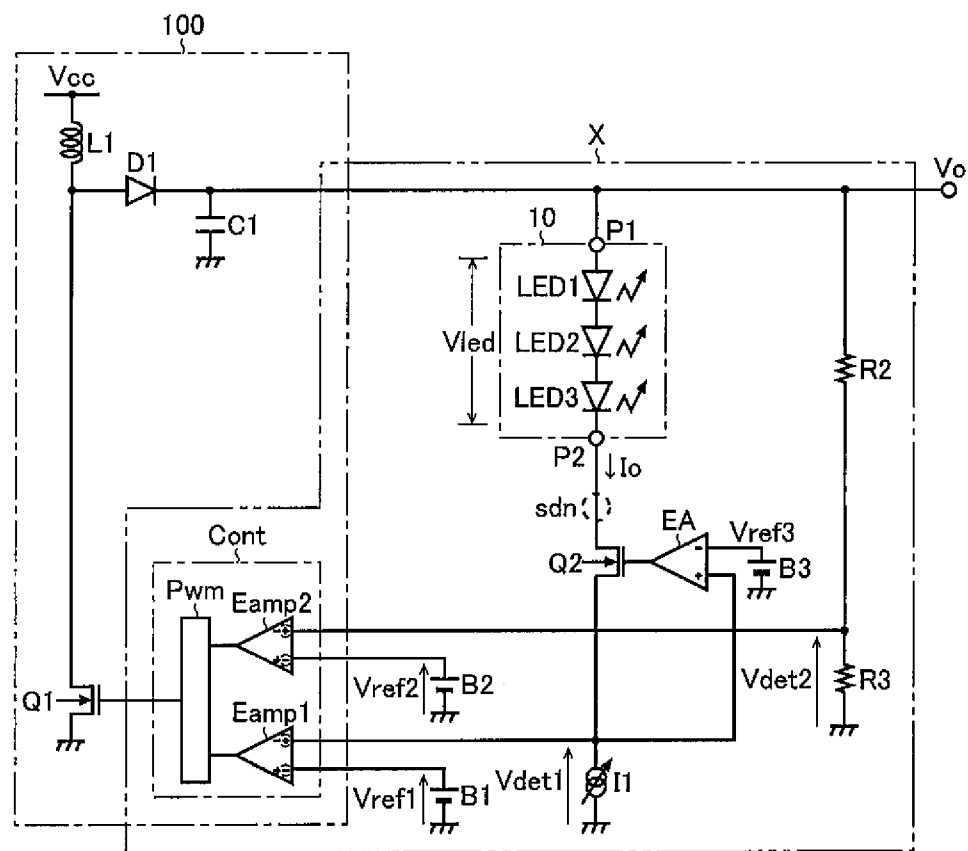 100
Vcc
L1
D1
C1
X
Vo
10
P1
LED1
LED2
LED3
Vled
P2
Io
sdn
R2
EA
Vref3
Q2
-
+
B3
Cont
Pwm
Eamp2
Vref2
B2
Vdet2
R3
Q1
Eamp1
Vref1
B1
Vdet1
I1